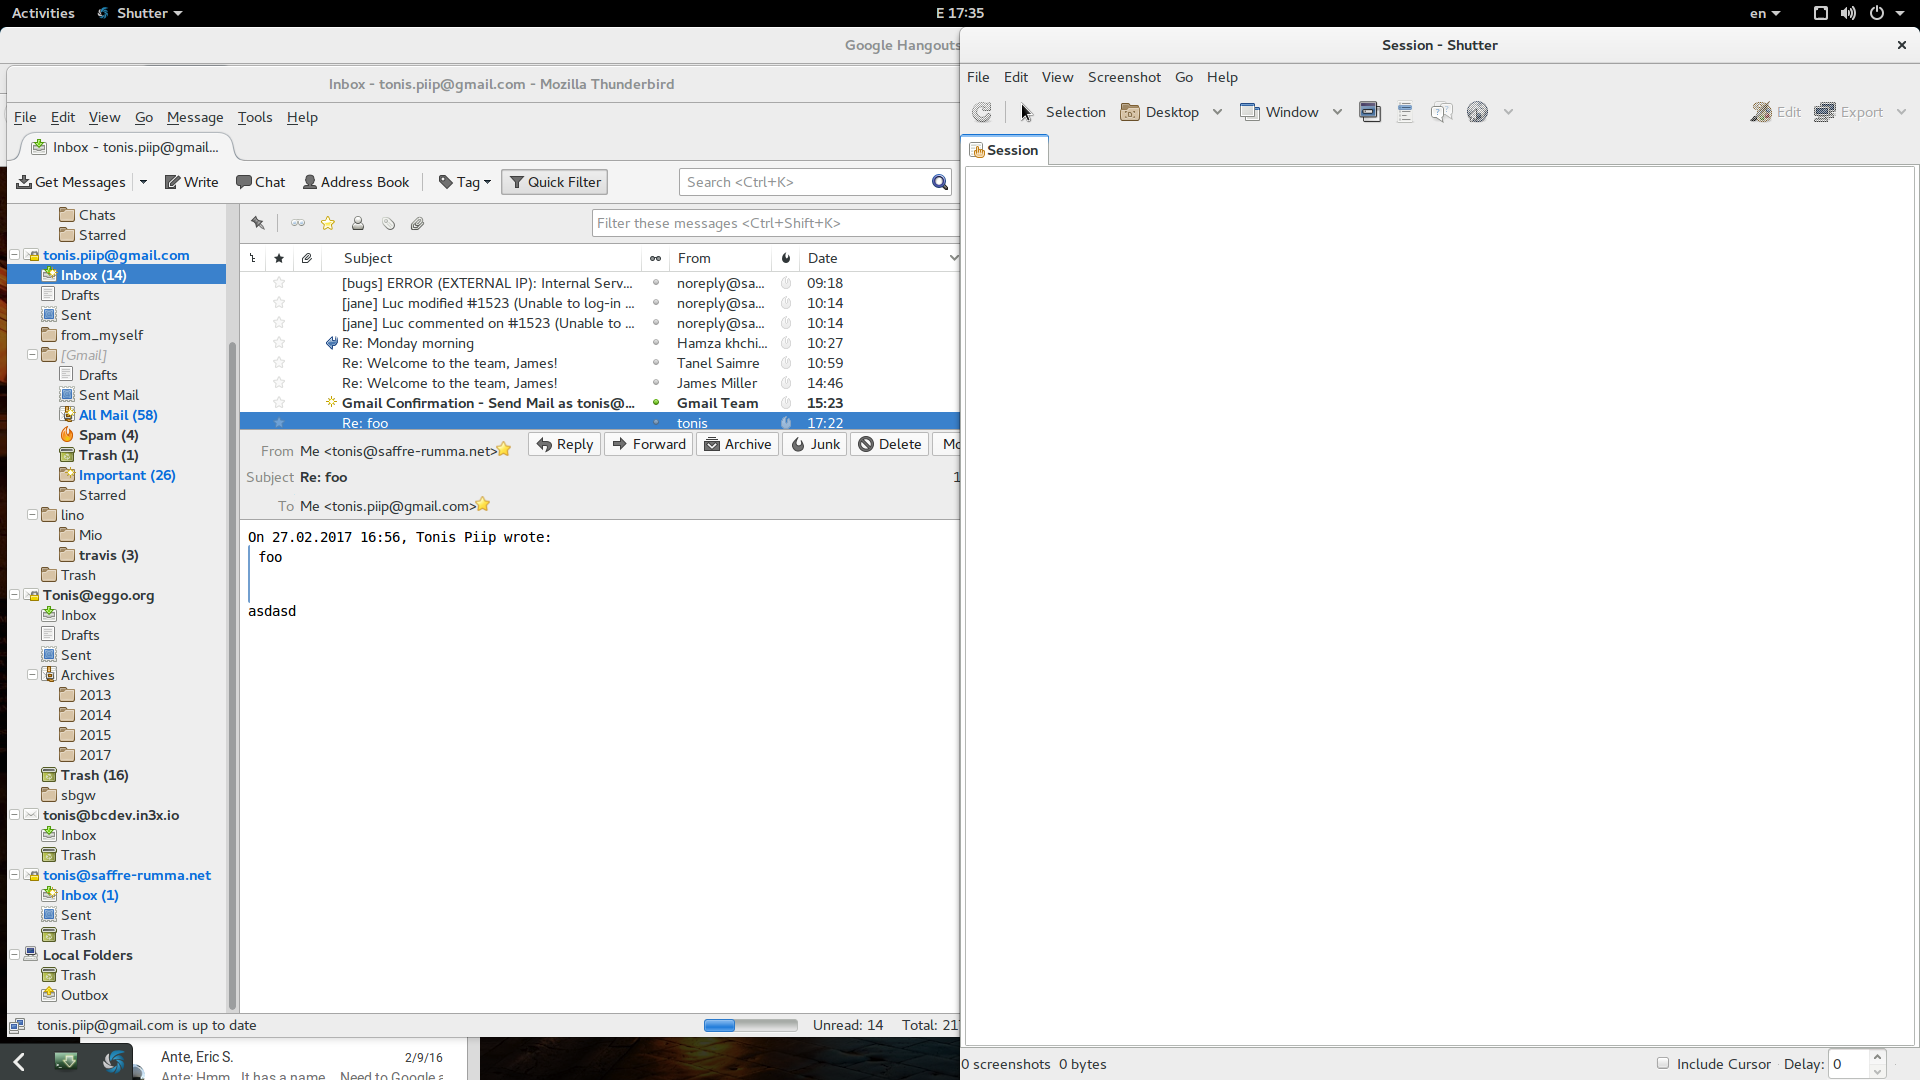 Activities
Shutter
E 17:35
en
Google Hangouts
Inbox - tonis.piip@gmail.com - Mozilla Thunderbird
File Edit View Go Message Tools Help
Inbox - tonis.piip@gmail...
Get Messages
Write
Chat
Address Book
Tag
Quick Filter
Search <Ctrl+K>
Chats
Starred
tonis.piip@gmail.com
Inbox (14)
Drafts
Sent
from_myself
[Gmail]
Drafts
Sent Mail
All Mail (58)
Spam (4)
Trash (1)
Important (26)
Starred
lino
Mio
travis (3)
Trash
Tonis@eggo.org
Inbox
Drafts
Sent
Archives
2013
2014
2015
2017
Trash (16)
sbgw
tonis@bcdev.in3x.io
Inbox
Trash
tonis@saffre-rumma.net
Inbox (1)
Sent
Trash
Local Folders
Trash
Outbox
Filter these messages <Ctrl+Shift+K>
Subject From Date
[bugs] ERROR (EXTERNAL IP): Internal Serv... noreply@sa... 09:18
[jane] Luc modified #1523 (Unable to log-in ... noreply@sa... 10:14
[jane] Luc commented on #1523 (Unable to ... noreply@sa... 10:14
Re: Monday morning Hamza khchi... 10:27
Re: Welcome to the team, James! Tanel Saimre 10:59
Re: Welcome to the team, James! James Miller 14:46
Gmail Confirmation - Send Mail as tonis@... Gmail Team 15:23
Re: foo tonis 17:22
From Me <tonis@saffre-rumma.net>
Reply
Forward
Archive
Junk
Delete
Mo
Subject Re: foo
1
To Me <tonis.piip@gmail.com>
On 27.02.2017 16:56, Tonis Piip wrote:
foo
asdasd
tonis.piip@gmail.com is up to date
Unread: 14
Total: 21
Ante, Eric S. 2/9/16
Session - Shutter
File Edit View Screenshot Go Help
Selection
Desktop
Window
Edit
Export
Session
0 screenshots 0 bytes
Include Cursor
Delay: 0